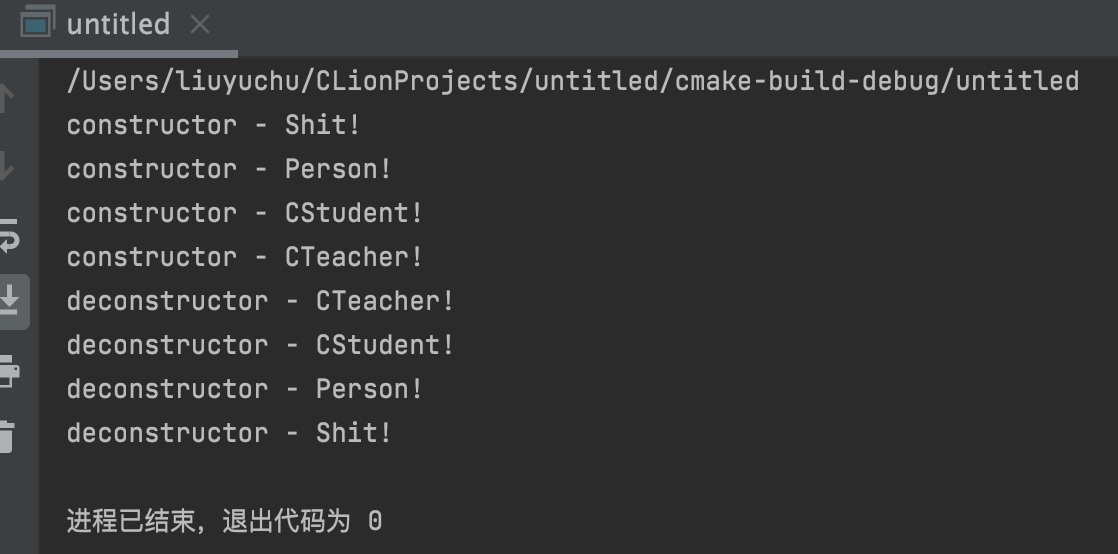 untitled
/Users/liuyuchu/CLionProjects/untitled/cmake-build-debug/untitled
constructor - Shit!
constructor - Person!
constructor - CStudent!
constructor - CTeacher!
deconstructor - CTeacher!
deconstructor - CStudent!
deconstructor - Person!
deconstructor - Shit!
进程已结束，退出代码为 0